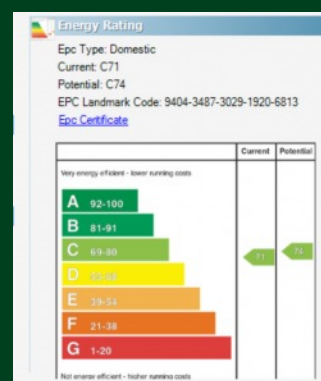 Energy Rating
Epc Type: Domestic
Current: C71
Potential: C74
EPC Landmark Code: 9404-3487-3029-1920-6813
Epc Certificate
Current Potential
Very energy efficient - lower running costs
A 92-100
B 81-91
C 69-80
71
74
D 55-68
E 39-54
F 21-38
G 1-20
Not energy efficient - higher running costs